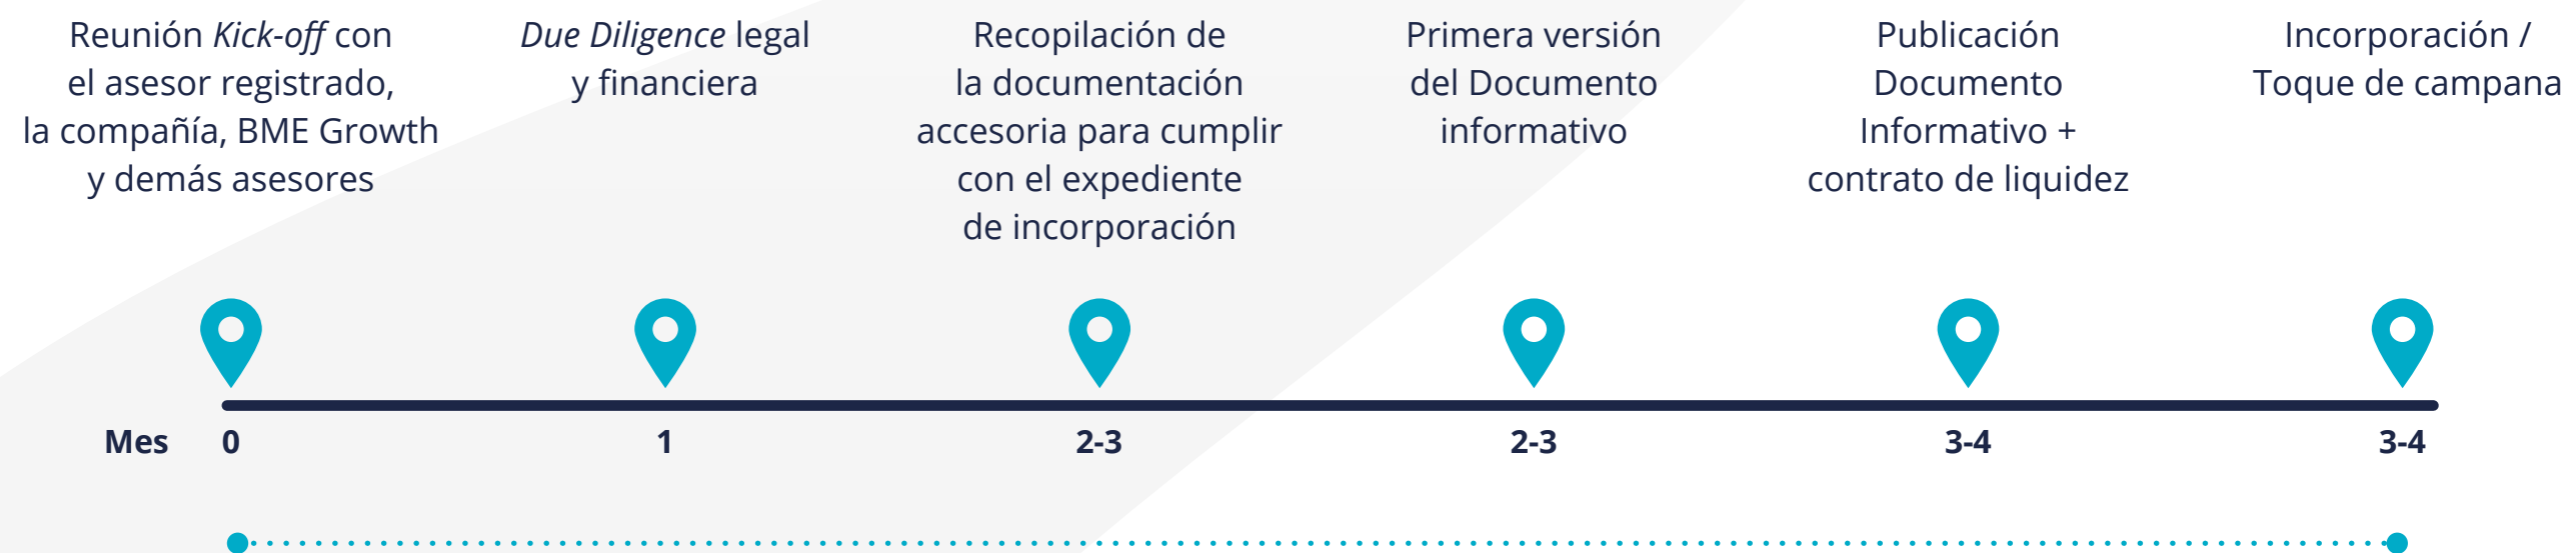 Reunión Kick-off con
el asesor registrado,
la compañía, BME Growth
y demás asesores
Due Diligence legal
y financiera
Recopilación de
la documentación
accesoria para cumplir
con el expediente
de incorporación
Primera versión
del Documento
informativo
Publicación
Documento
Informativo +
contrato de liquidez
Incorporación /
Toque de campana
Mes 0 1 2-3 2-3 3-4 3-4